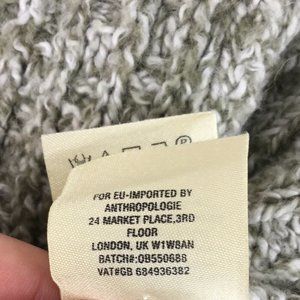 FOR EU-IMPORTED BY
ANTHROPOLOGIE
24 MARKET PLACE,3RD
FLOOR
LONDON, UK W1W8AN
BATCH#:OB550688
VAT#GB 684936382